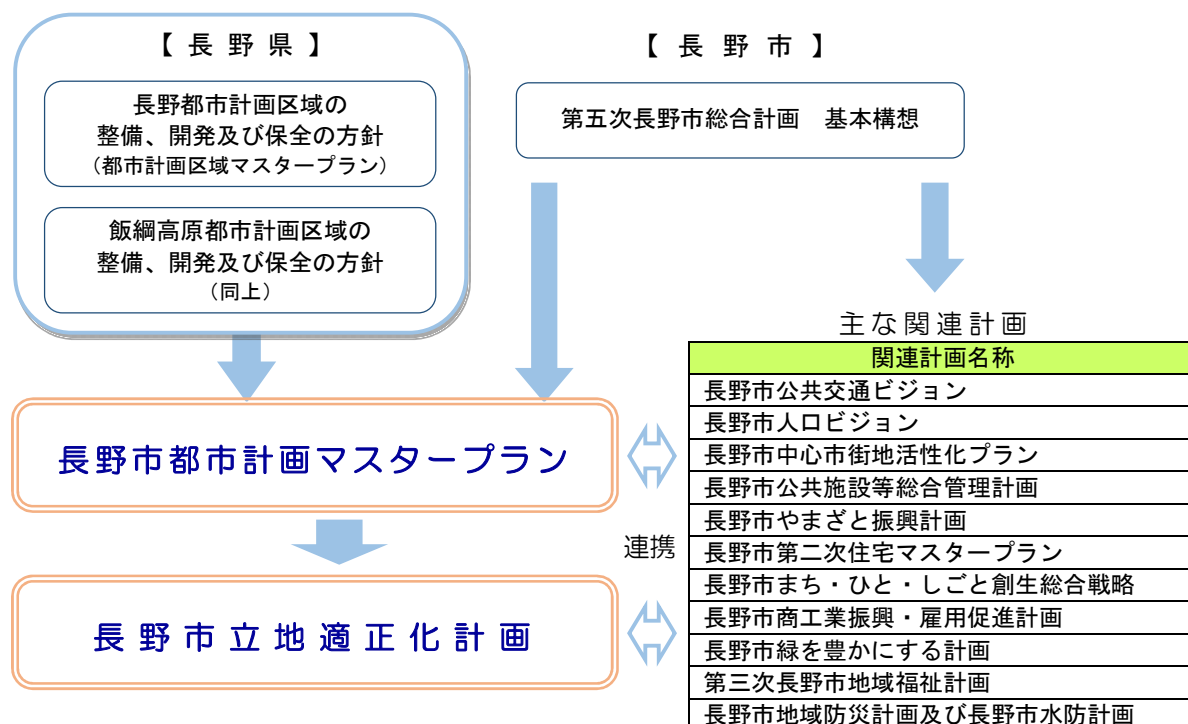 【長野県】
長野都市計画区域の
整備、開発及び保全の方針
（都市計画区域マスタープラン）
飯綱高原都市計画区域の
整備、開発及び保全の方針
（同上）
【長野市】
第五次長野市総合計画　基本構想
長野市都市計画マスタープラン
長野市立地適正化計画
連携
主な関連計画
関連計画名称
長野市公共交通ビジョン
長野市人口ビジョン
長野市中心市街地活性化プラン
長野市公共施設等総合管理計画
長野市やまざと振興計画
長野市第二次住宅マスタープラン
長野市まち・ひと・しごと創生総合戦略
長野市商工業振興・雇用促進計画
長野市緑を豊かにする計画
第三次長野市地域福祉計画
長野市地域防災計画及び長野市水防計画